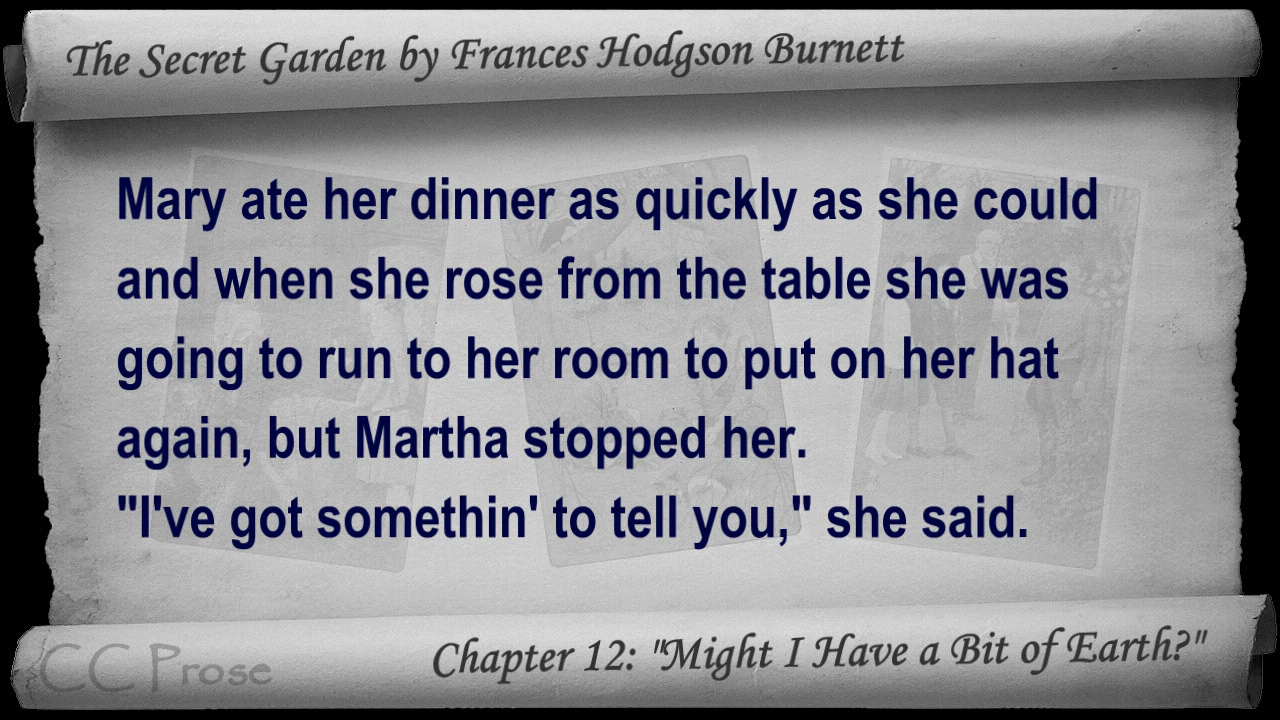 The Secret Garden by Frances Hodgson Burnett
Mary ate her dinner as quickly as she could
and when she rose from the table she was
going to run to her room to put on her hat
again, but Martha stopped her.
"I've got somethin' to tell you," she said.
CC Prose
Chapter 12: "Might I Have a Bit of Earth?"